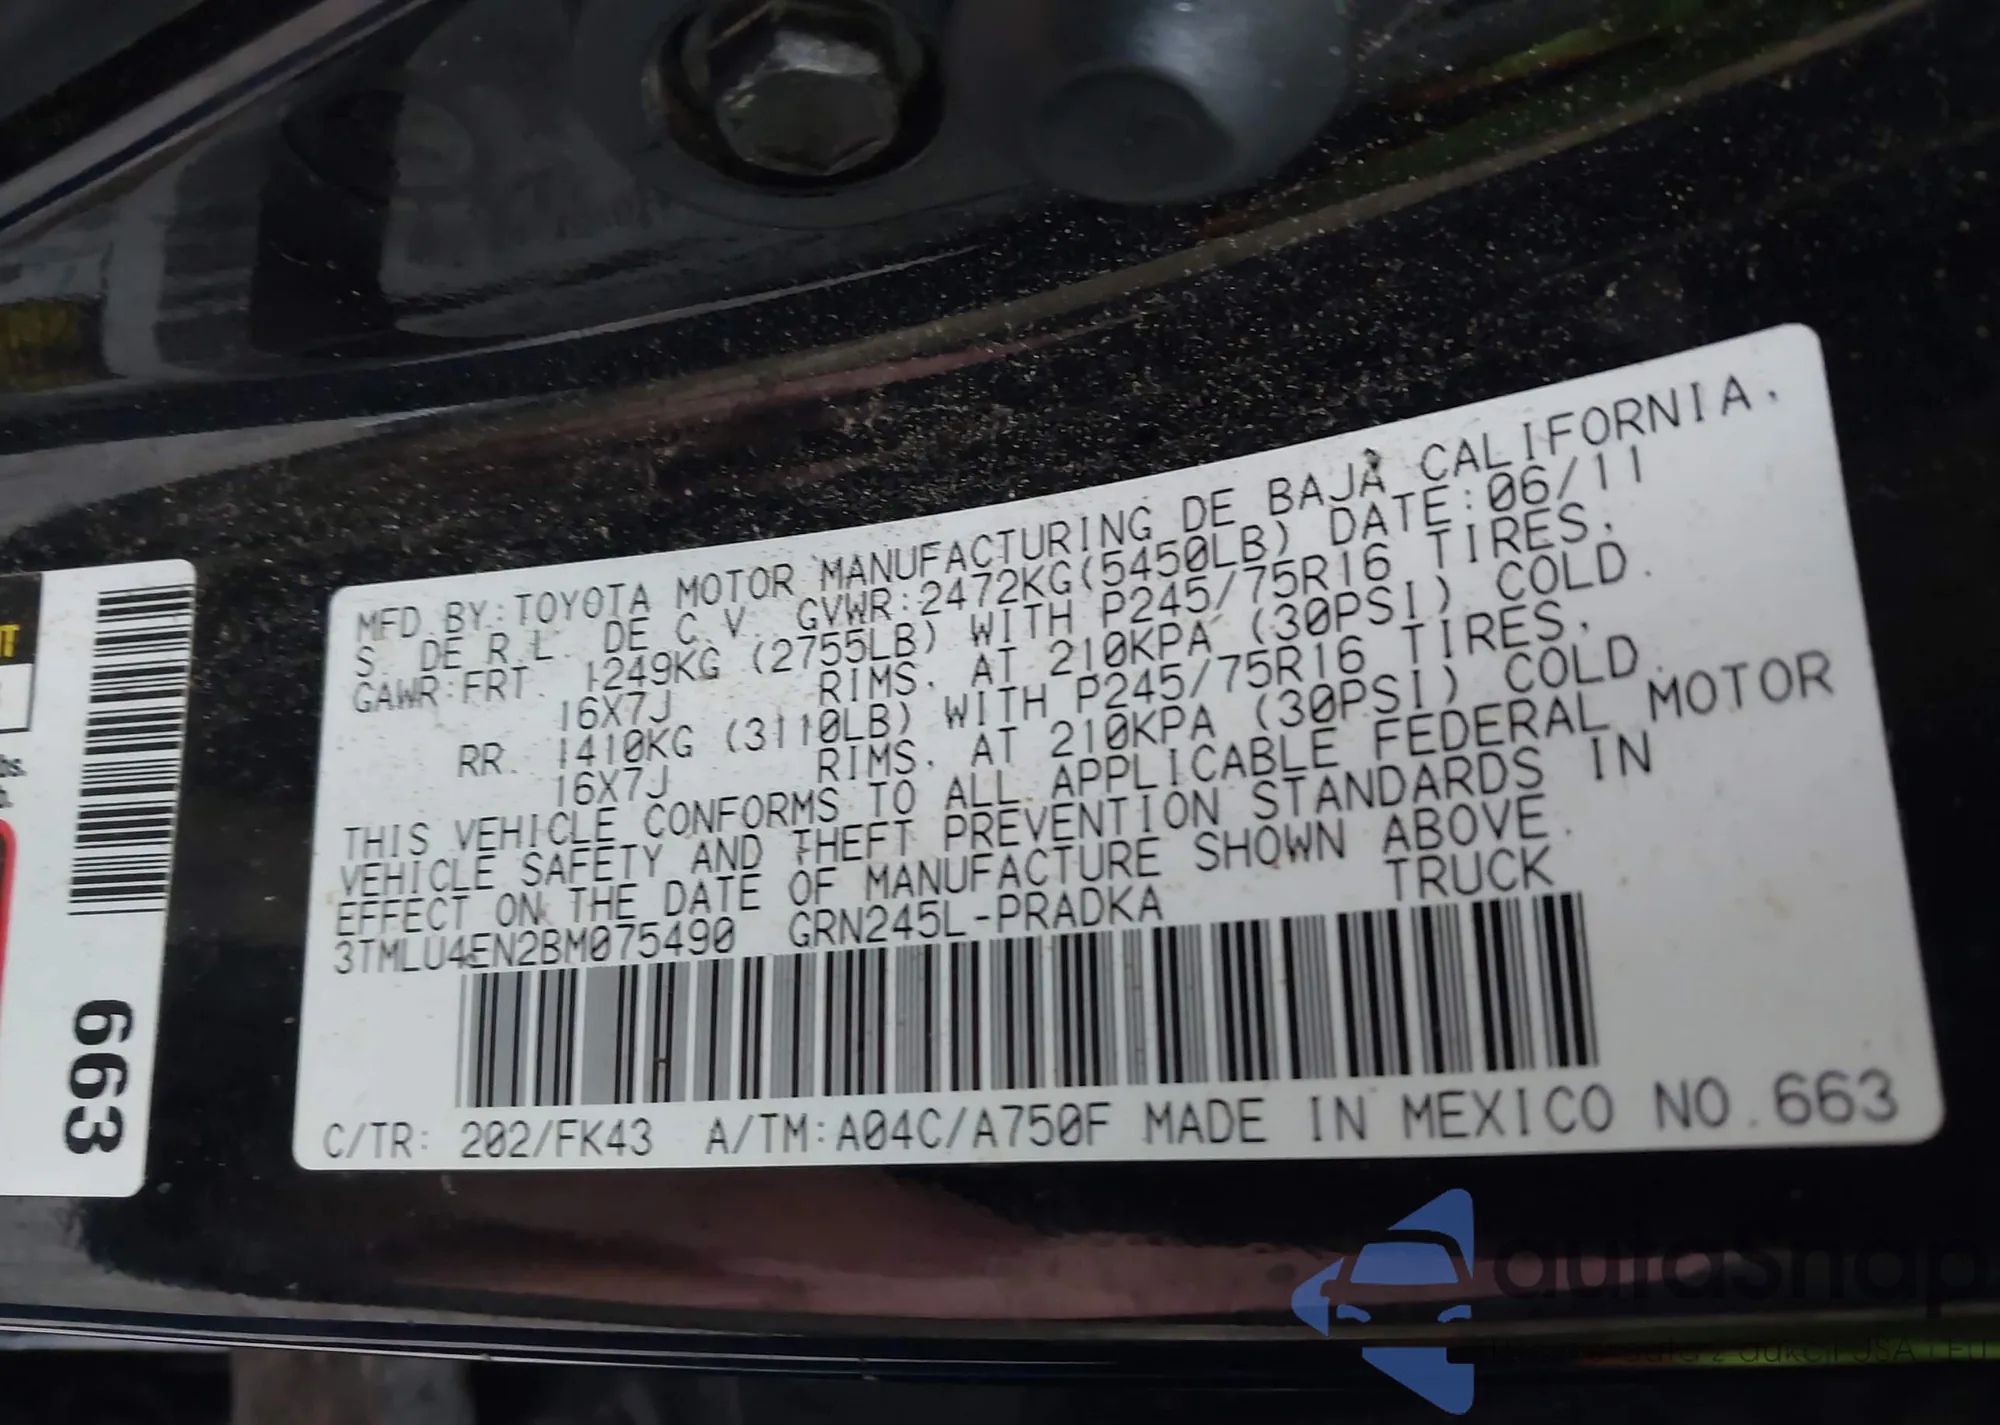 MFD BY:TOYOTA MOTOR MANUFACTURING DE BAJA CALIFORNIA.
S. DE R.L. DE C.V. GVWR:2472KG(5450LB) DATE:06/11
GAWR:FRT. 1249KG (2755LB) WITH P245/75R16 TIRES.
16X7J RIMS. AT 210KPA (30PSI) COLD.
RR. 1410KG (3110LB) WITH P245/75R16 TIRES.
16X7J RIMS. AT 210KPA (30PSI) COLD.
THIS VEHICLE CONFORMS TO ALL APPLICABLE FEDERAL MOTOR
VEHICLE SAFETY AND THEFT PREVENTION STANDARDS IN
EFFECT ON THE DATE OF MANUFACTURE SHOWN ABOVE.
3TMLU4EN2BM075490 GRN245L-PRADKA TRUCK
C/TR: 202/FK43 A/TM:A04C/A750F MADE IN MEXICO NO.663
663
autaSnap